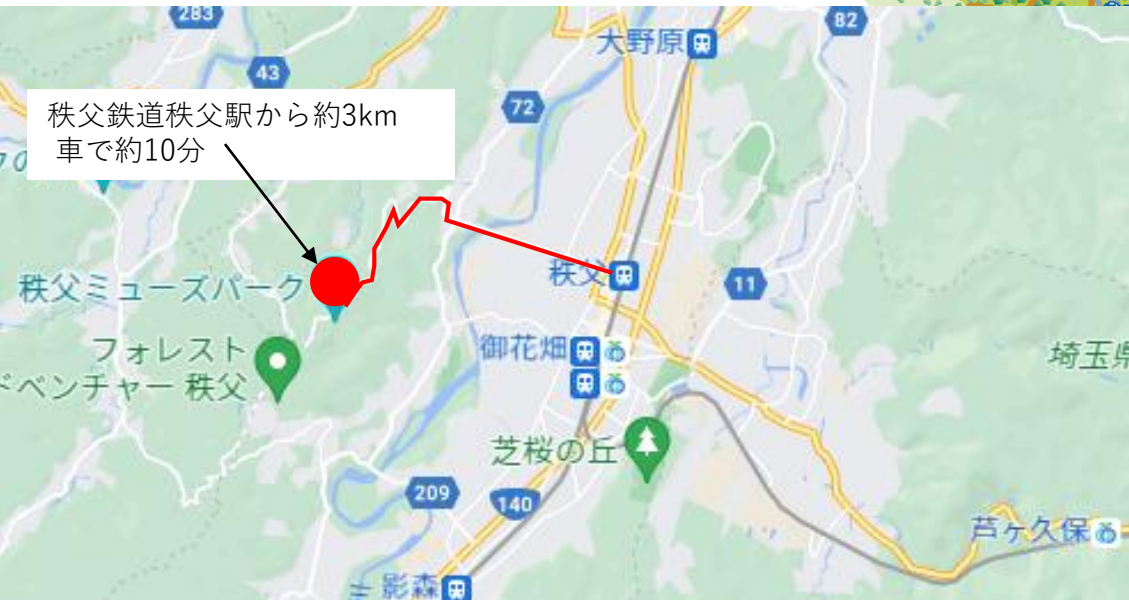 283
82
大野原
43
72
秩父鉄道秩父駅から約3km
車で約10分
秩父
11
秩父ミューズパーク
御花畑
フォレスト
ドベンチャー 秩父
埼玉県
芝桜の丘
209
140
芦ヶ久保
影森